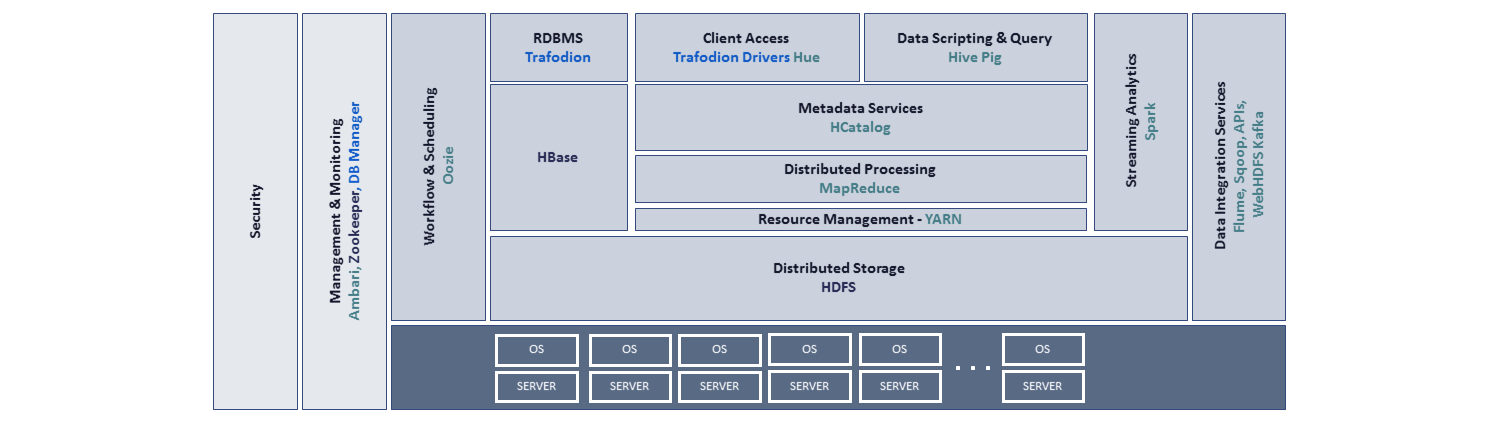 Security
Management & Monitoring
Ambari, Zookeeper, DB Manager
Workflow & Scheduling
Oozie
RDBMS
Trafodion
Client Access
Trafodion Drivers Hue
Data Scripting & Query
Hive Pig
HBase
Metadata Services
HCatalog
Distributed Processing
MapReduce
Resource Management - YARN
Streaming Analytics
Spark
Data Integration Services
Flume, Sqoop, APIs,
WebHDFS Kafka
Distributed Storage
HDFS
OS OS OS OS OS . . . OS
SERVER SERVER SERVER SERVER SERVER SERVER